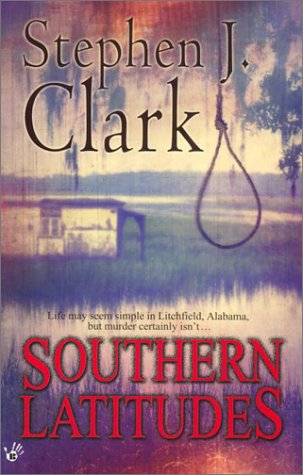 Stephen J.
Clark
Life may seem simple in Litchfield, Alabama,
but murder certainly isn't...
SOUTHERN
LATITUDES